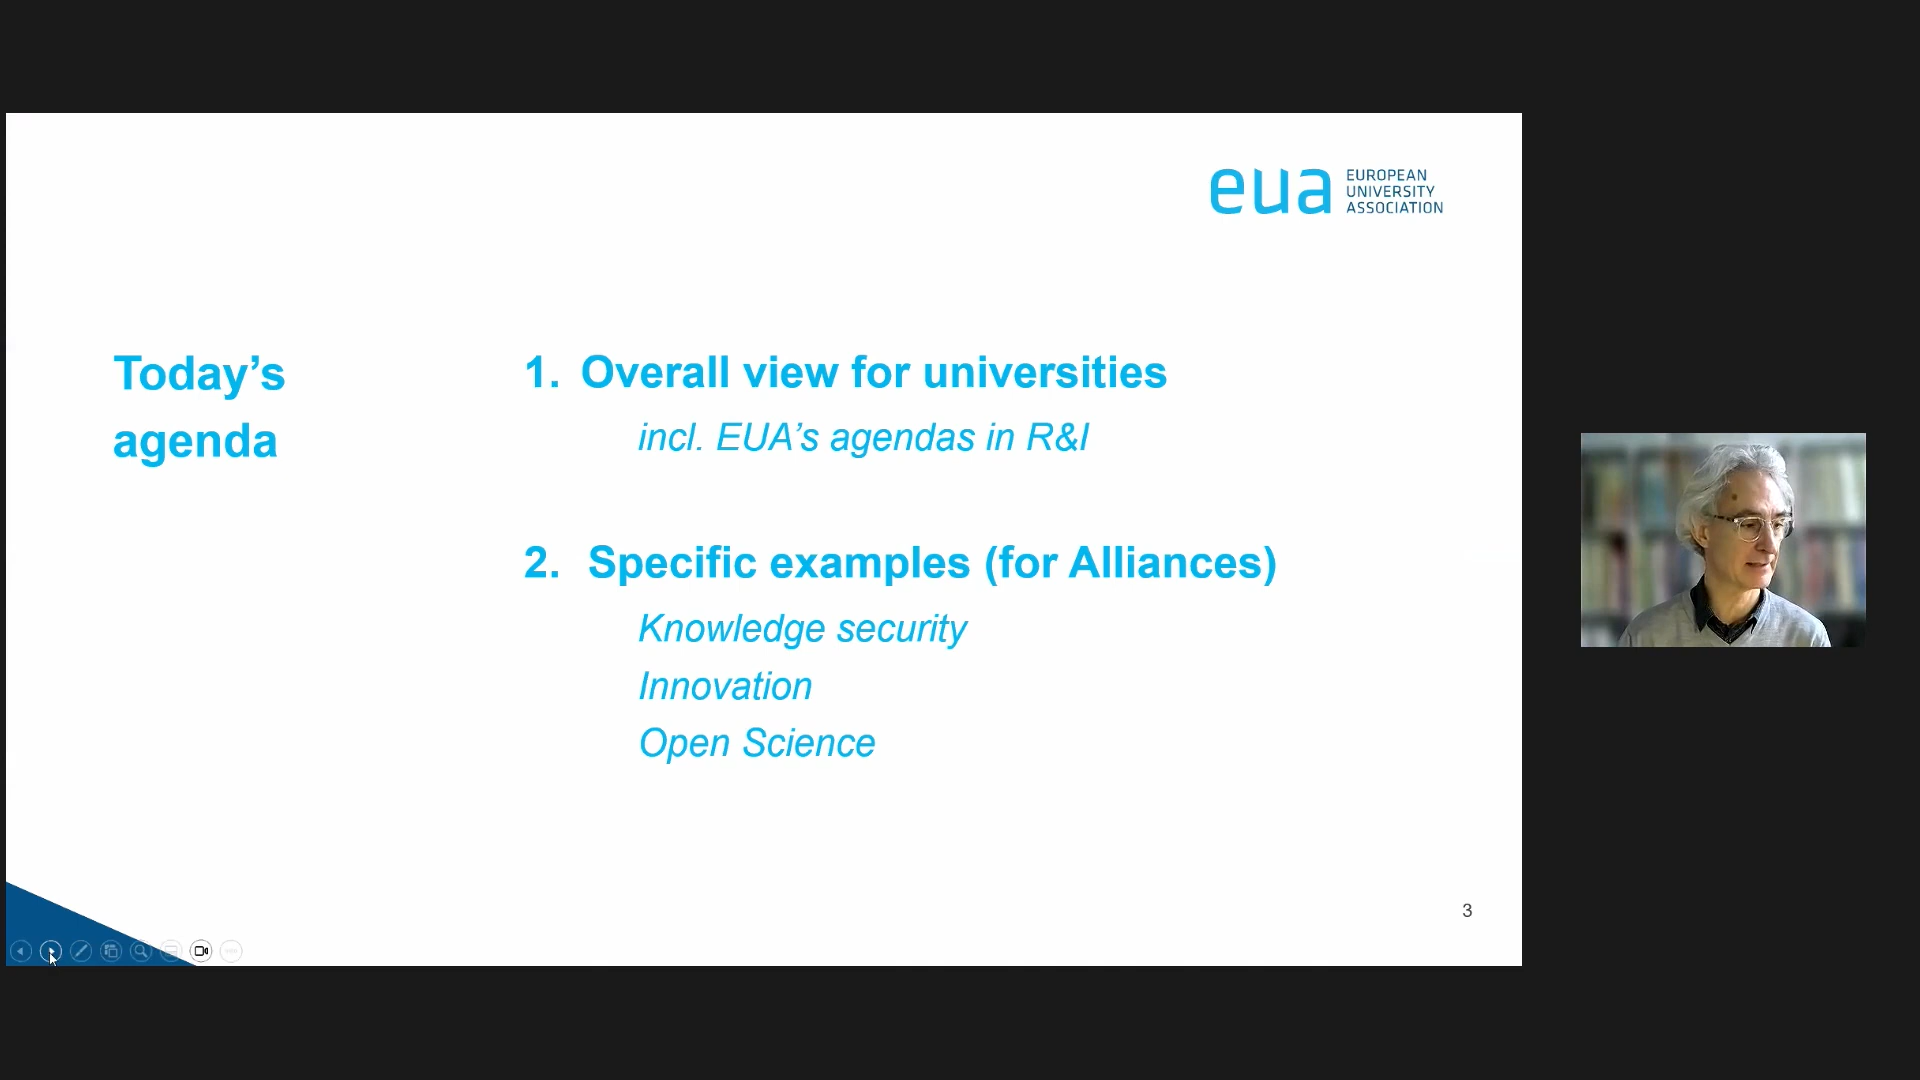 eua
EUROPEAN
UNIVERSITY
ASSOCIATION
Today’s
agenda
1. Overall view for universities
incl. EUA’s agendas in R&I
2. Specific examples (for Alliances)
Knowledge security
Innovation
Open Science
3